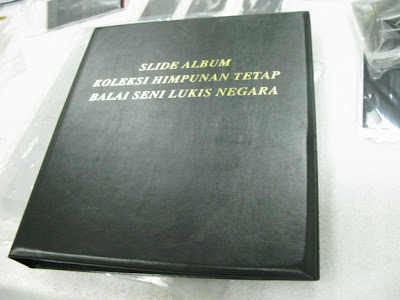 SLIDE ALBUM
KOLEKSI HIMPUNAN TETAP
BALAI SENI LUKIS NEGARA